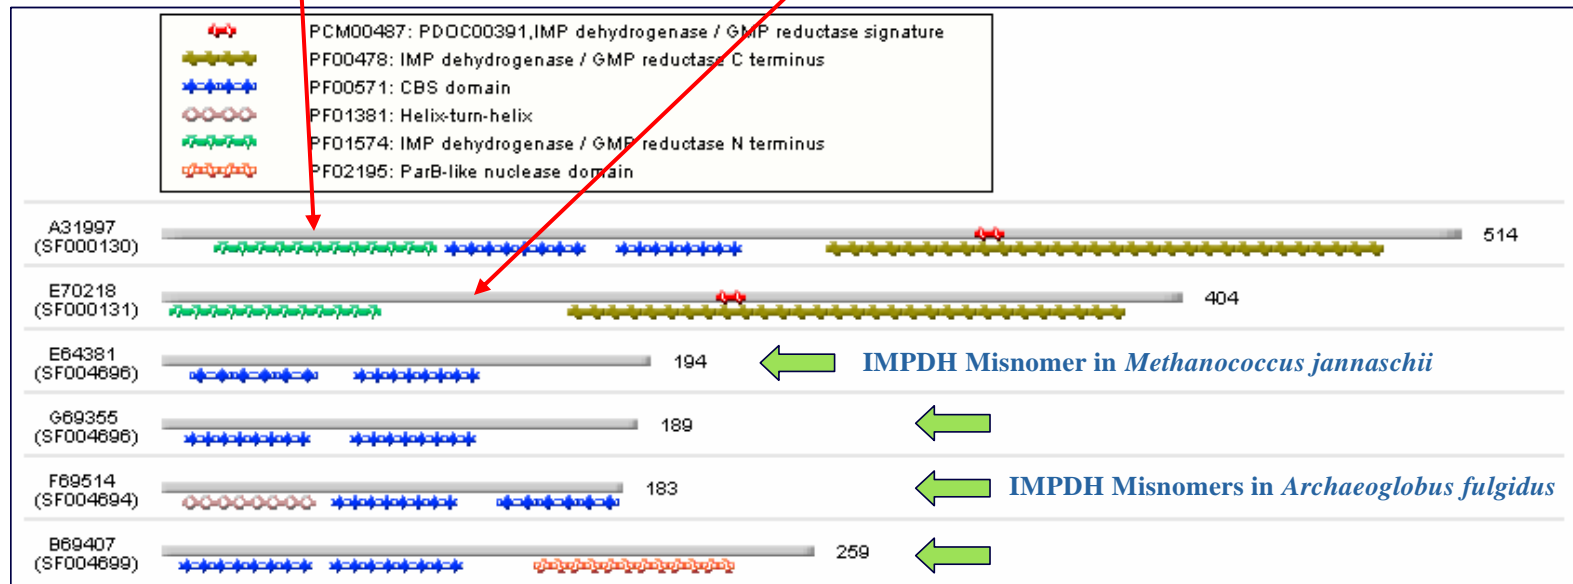 PCM00487: PDOC00391,IMP dehydrogenase / GMP reductase signature
PF00478: IMP dehydrogenase / GMP reductase C terminus
PF00571: CBS domain
PF01381: Helix-turn-helix
PF01574: IMP dehydrogenase / GMP reductase N terminus
PF02195: ParB-like nuclease domain
A31997
(SF000130)
514
E70218
(SF000131)
404
E64381
(SF004696)
194
IMPDH Misnomer in Methanococcus jannaschii
G69355
(SF004696)
189
F69514
(SF004694)
183
IMPDH Misnomers in Archaeoglobus fulgidus
B69407
(SF004699)
259